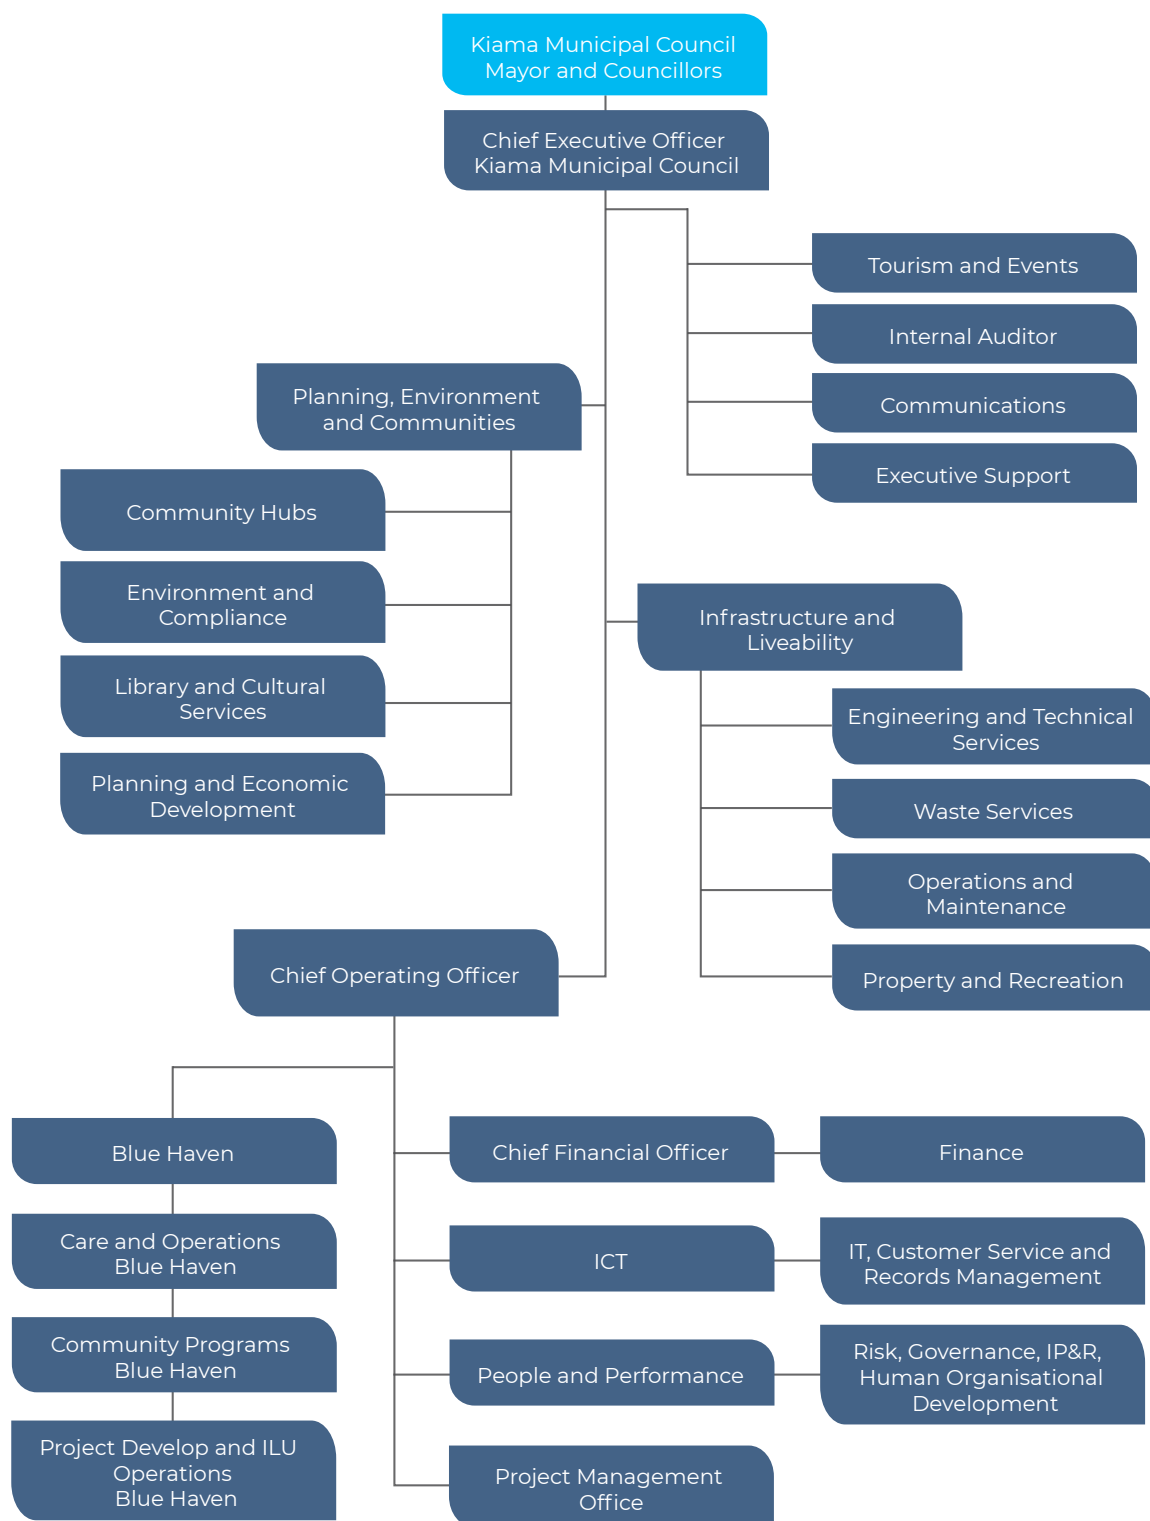 Kiama Municipal Council
Mayor and Councillors
Chief Executive Officer
Kiama Municipal Council
Tourism and Events
Internal Auditor
Communications
Executive Support
Planning, Environment
and Communities
Community Hubs
Environment and
Compliance
Library and Cultural
Services
Planning and Economic
Development
Infrastructure and
Liveability
Engineering and Technical
Services
Waste Services
Operations and
Maintenance
Property and Recreation
Chief Operating Officer
Blue Haven
Care and Operations
Blue Haven
Community Programs
Blue Haven
Project Develop and ILU
Operations
Blue Haven
Chief Financial Officer
Finance
ICT
IT, Customer Service and
Records Management
People and Performance
Risk, Governance, IP&R,
Human Organisational
Development
Project Management
Office